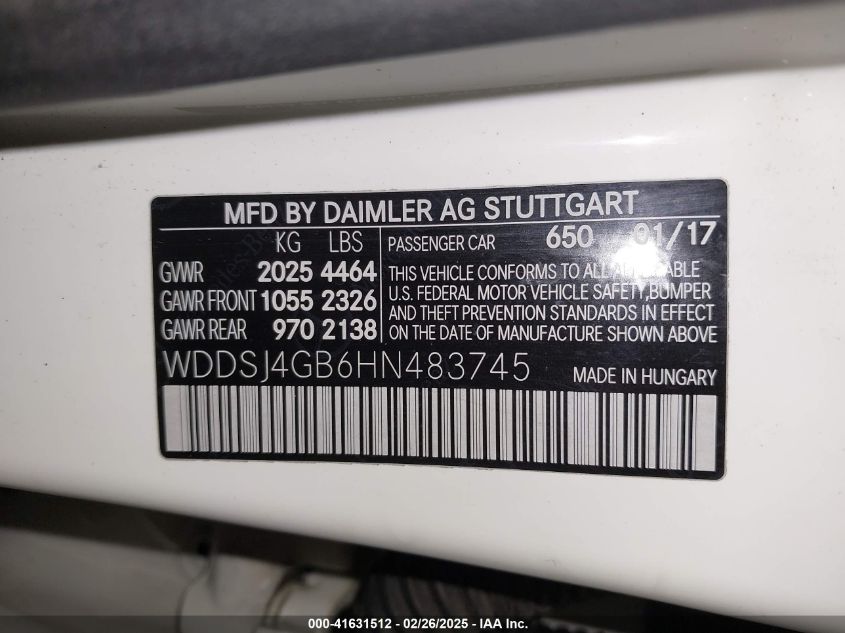 MFD BY DAIMLER AG STUTTGART
KG LBS
GVWR 2025 4464
GAWR FRONT 1055 2326
GAWR REAR 970 2138
PASSENGER CAR 650 01/17
THIS VEHICLE CONFORMS TO ALL APPLICABLE
U.S. FEDERAL MOTOR VEHICLE SAFETY,BUMPER
AND THEFT PREVENTION STANDARDS IN EFFECT
ON THE DATE OF MANUFACTURE SHOWN ABOVE
WDDSJ4GB6HN483745
MADE IN HUNGARY
000-41631512 / 02/26/2025 - IAA Inc.